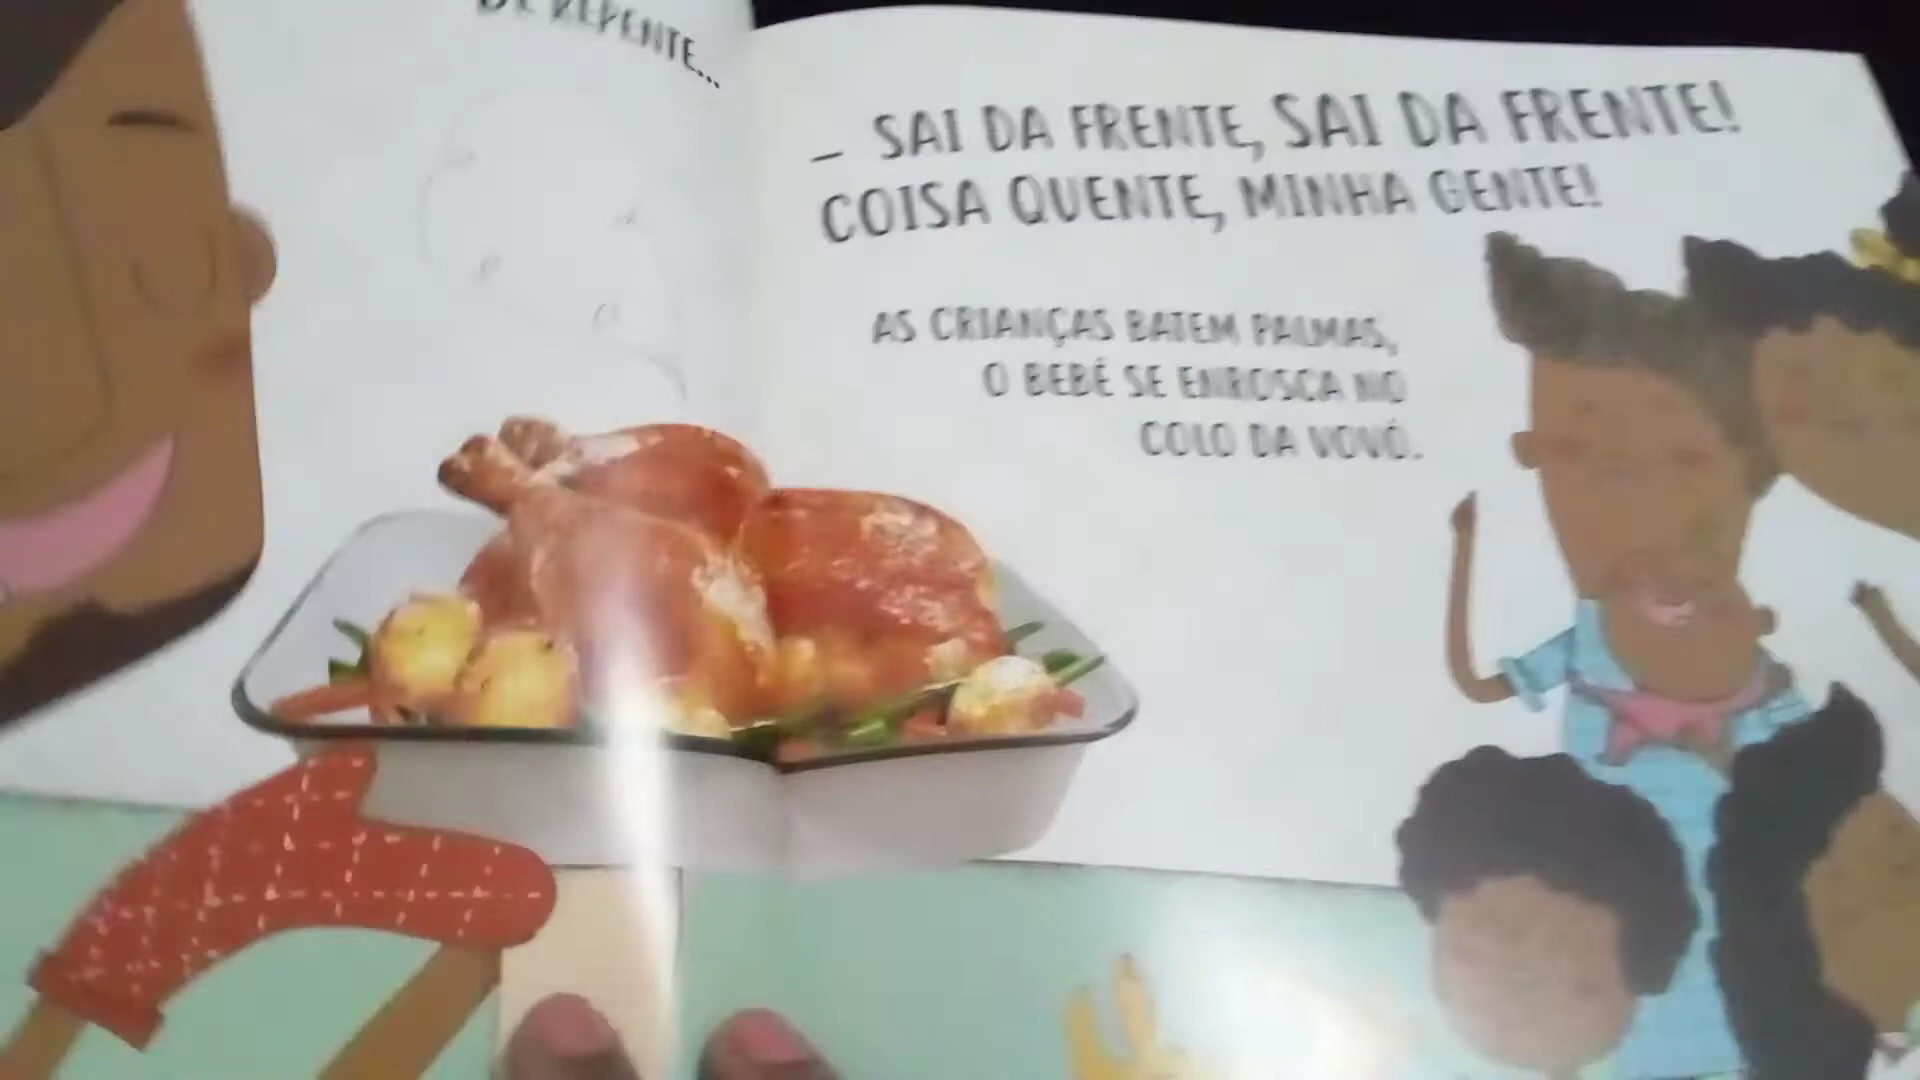 DE REPENTE...
_ SAI DA FRENTE, SAI DA FRENTE!
COISA QUENTE, MINHA GENTE!
AS CRIANÇAS BATEM PALMAS,
O BEBÊ SE ENROSCA NO
COLO DA VOVÓ.